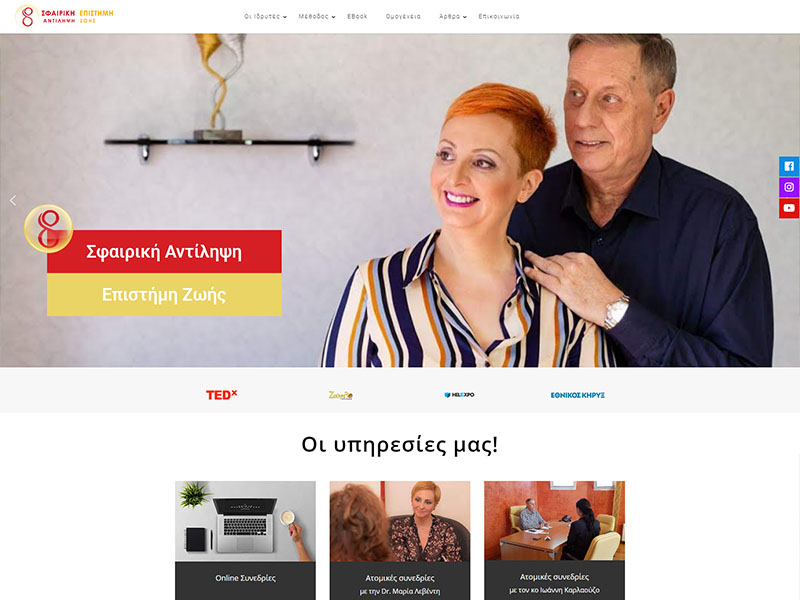 ΣΦΑΙΡΙΚΗ ΕΠΙΣΤΗΜΗ
ΑΝΤΙΛΗΨΗ ΖΩΗΣ
Οι Ιδρυτές Μέθοδος EBook Ομογένεια Άρθρα Επικοινωνία
Σφαιρική Αντίληψη
Επιστήμη Ζωής
TEDx HELEXPO ΕΘΝΙΚΟΣ ΚΗΡΥΞ
Οι υπηρεσίες μας!
Online Συνεδρίες
Ατομικές συνεδρίες
με την Dr. Μαρία Λεβέντη
Ατομικές συνεδρίες
με τον κο Ιωάννη Καρλαούζο